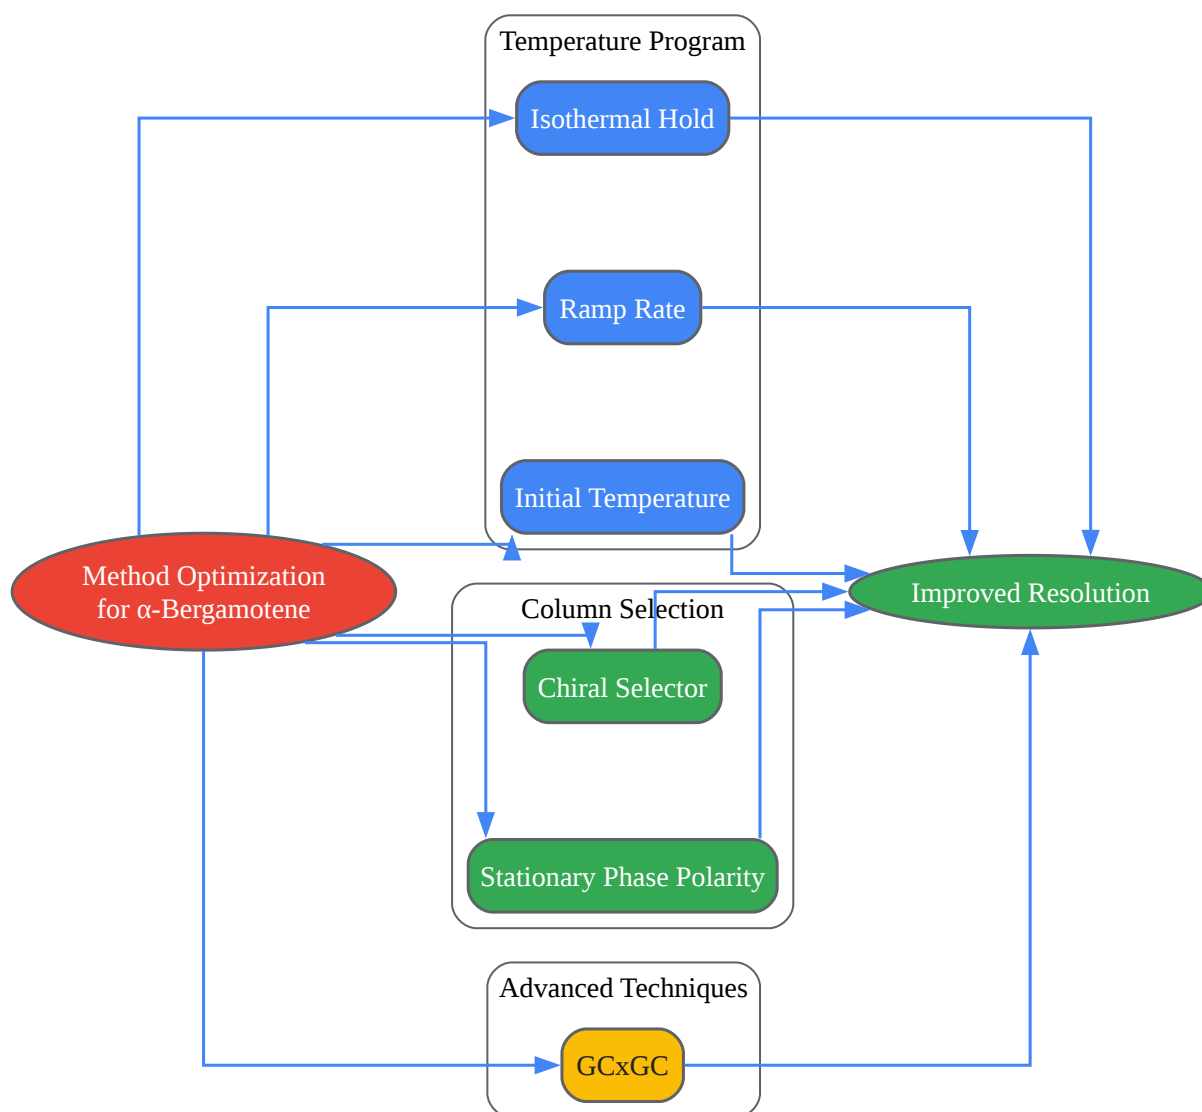 Temperature Program
Isothermal Hold
Ramp Rate
Initial Temperature
Method Optimization
for α-Bergamotene
Improved Resolution
Column Selection
Chiral Selector
Stationary Phase Polarity
Advanced Techniques
GCxGC